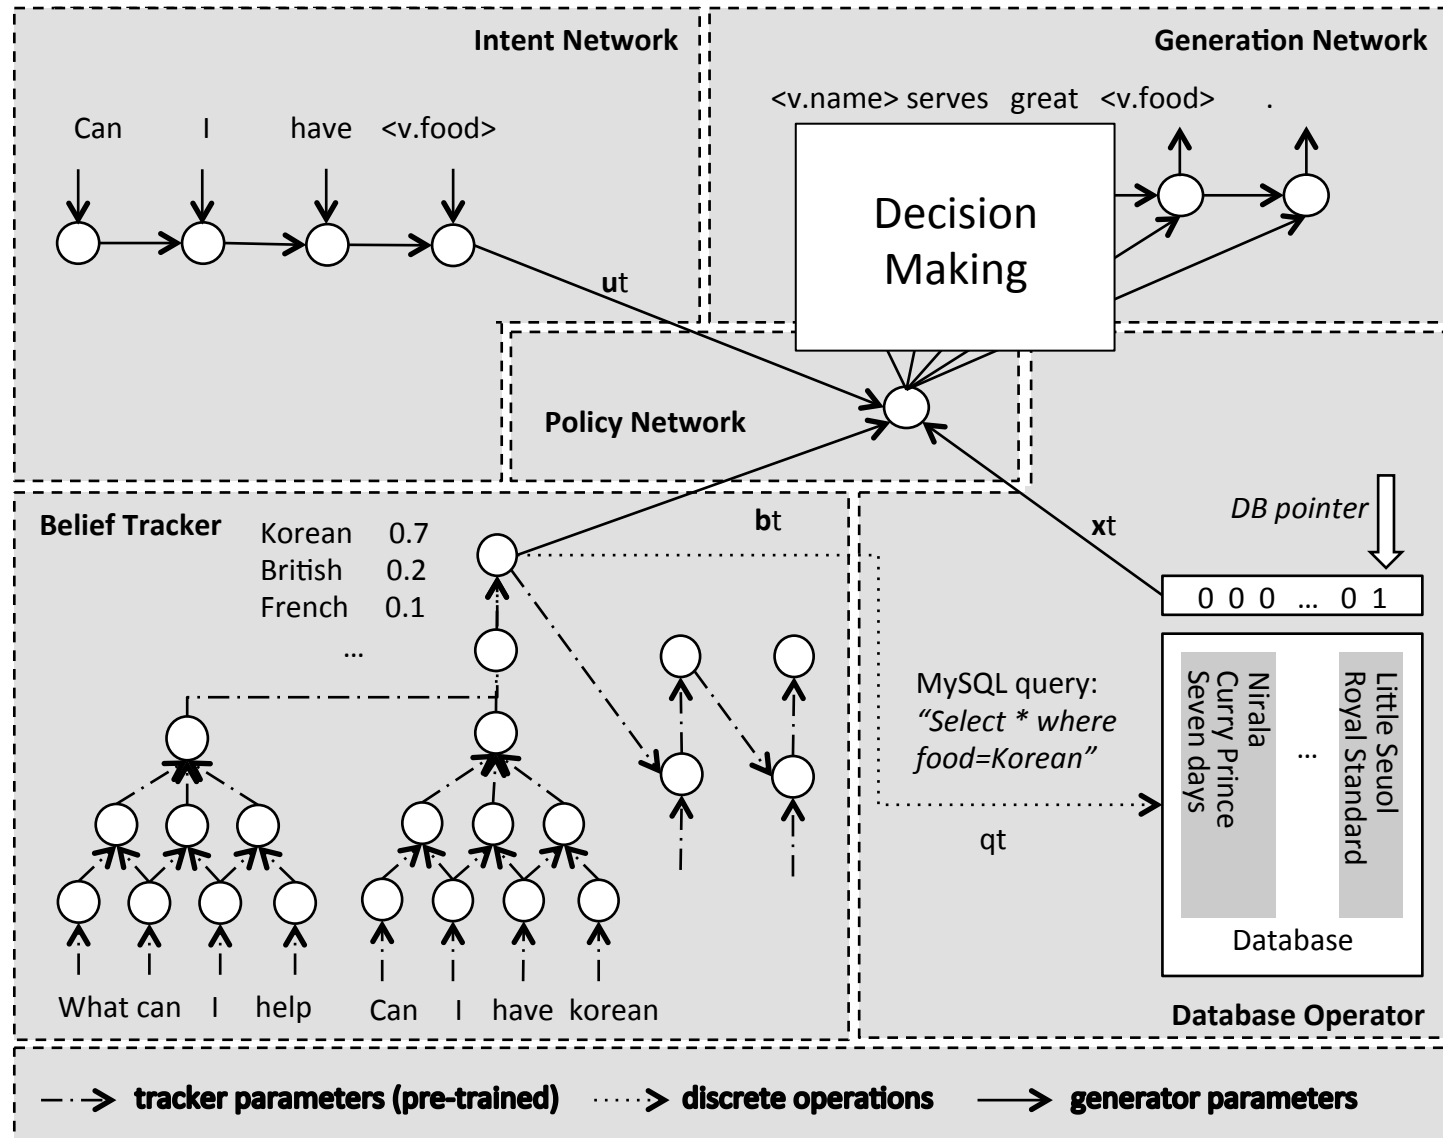 Intent Network
Can I have <v.food>
ut
Generation Network
<v.name> serves great <v.food> .
Decision
Making
Policy Network
Belief Tracker
Korean 0.7
British 0.2
French 0.1
...
bt
What can I help
Can I have korean
xt
DB pointer
0 0 0 ... 0 1
MySQL query:
“Select * where
food=Korean”
qt
Nirala
Curry Prince
Seven days
...
Little Seuol
Royal Standard
Database
Database Operator
tracker parameters (pre-trained)
discrete operations
generator parameters